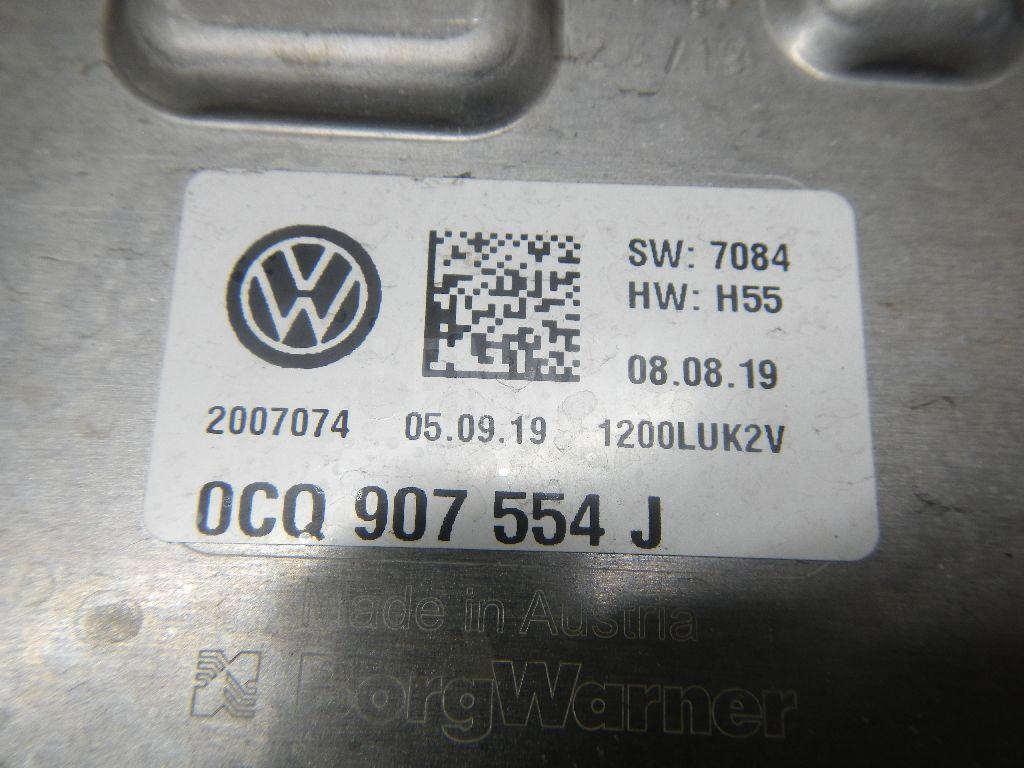 SW: 7084
HW: H55
08.08.19
2007074 05.09.19 1200LUK2V
0CQ 907 554 J
Made in Austria
BorgWarner